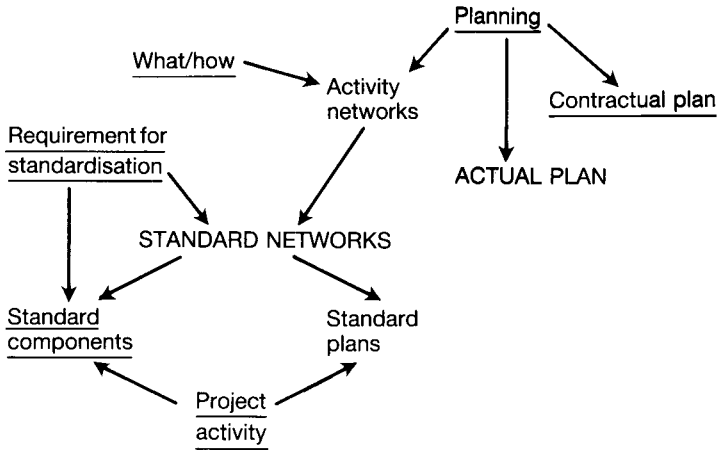 Planning
What/how
Activity
networks
Contractual plan
Requirement for
standardisation
ACTUAL PLAN
STANDARD NETWORKS
Standard
components
Standard
plans
Project
activity